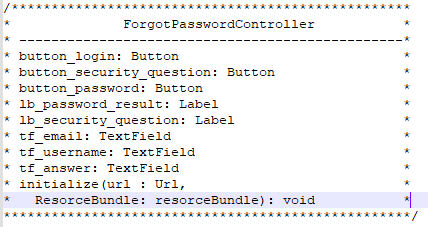 /**************************************************
*             ForgotPasswordController             *
* ------------------------------------------------*
* button_login: Button                             *
* button_security_question: Button                 *
* button_password: Button                          *
* lb_password_result: Label                        *
* lb_security_question: Label                      *
* tf_email: TextField                              *
* tf_username: TextField                           *
* tf_answer: TextField                             *
* initialize(url : Url,                            *
*   ResorceBundle: resorceBundle): void            *
***************************************************/